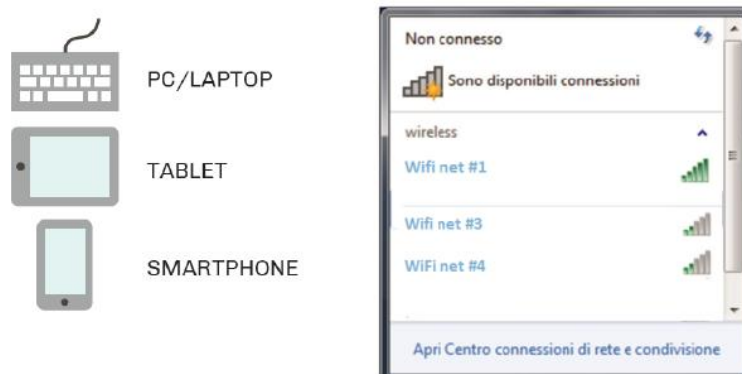 PC/LAPTOP
TABLET
SMARTPHONE
Non connesso
Sono disponibili connessioni
wireless
Wifi net #1
Wifi net #3
WiFi net #4
Apri Centro connessioni di rete e condivisione